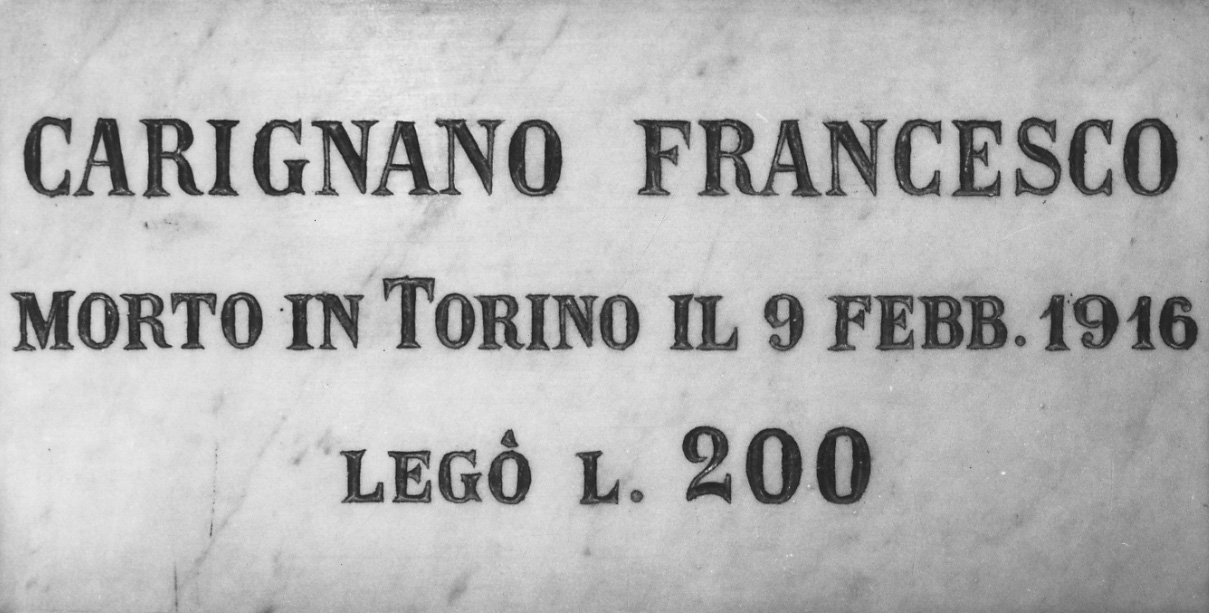 CARIGNANO FRANCESCO
MORTO IN TORINO IL 9 FEBB. 1916
LEGÒ L. 200